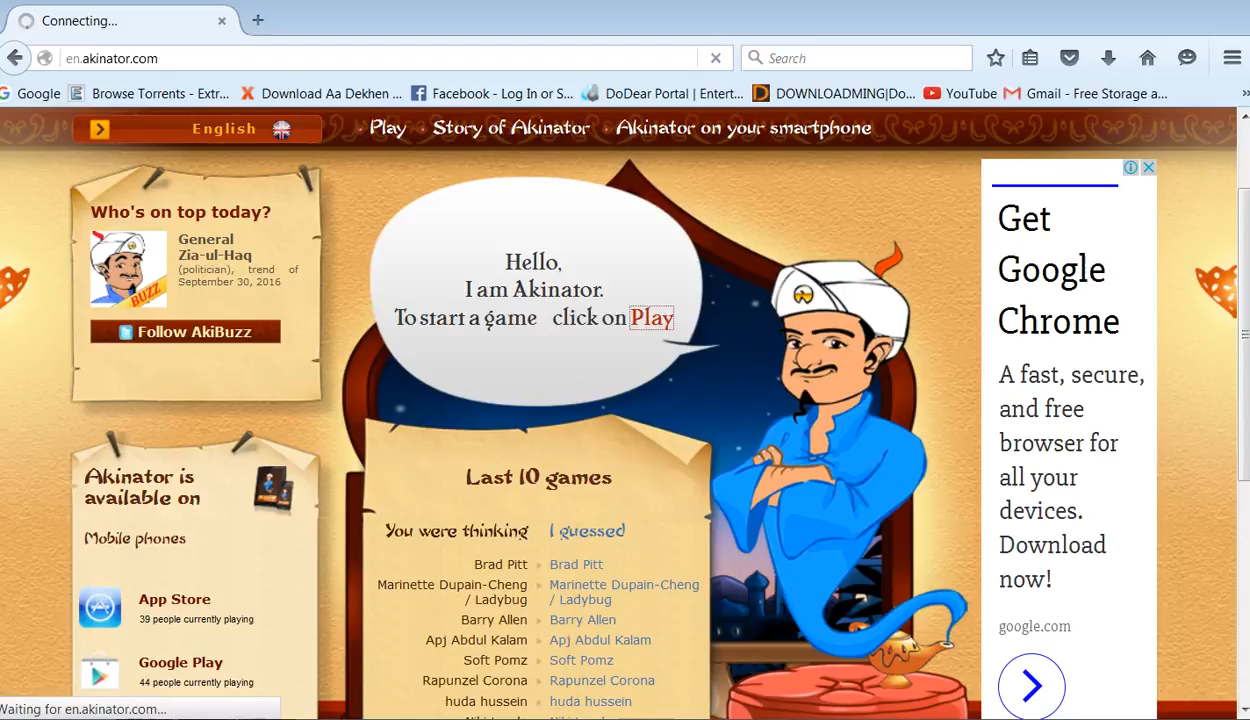 Connecting...
en.akinator.com
Search
Google
Browse Torrents - Extr...
Download Aa Dekhen ...
Facebook - Log In or S...
DoDear Portal | Entert...
DOWNLOADMING|Do...
YouTube
Gmail - Free Storage a...
English
Play
Story of Akinator
Akinator on your smartphone
Who's on top today?
General
Zia-ul-Haq
(politician), trend of
September 30, 2016
BUZZ
Follow AkiBuzz
Akinator is
available on
Mobile phones
App Store
39 people currently playing
Google Play
44 people currently playing
Hello,
I am Akinator.
To start a game click on Play
Last 10 games
You were thinking I guessed
Brad Pitt Brad Pitt
Marinette Dupain-Cheng Marinette Dupain-Cheng
/ Ladybug / Ladybug
Barry Allen Barry Allen
Apj Abdul Kalam Apj Abdul Kalam
Soft Pomz Soft Pomz
Rapunzel Corona Rapunzel Corona
huda hussein huda hussein
Get
Google
Chrome
A fast, secure,
and free
browser for
all your
devices.
Download
now!
google.com
Waiting for en.akinator.com...